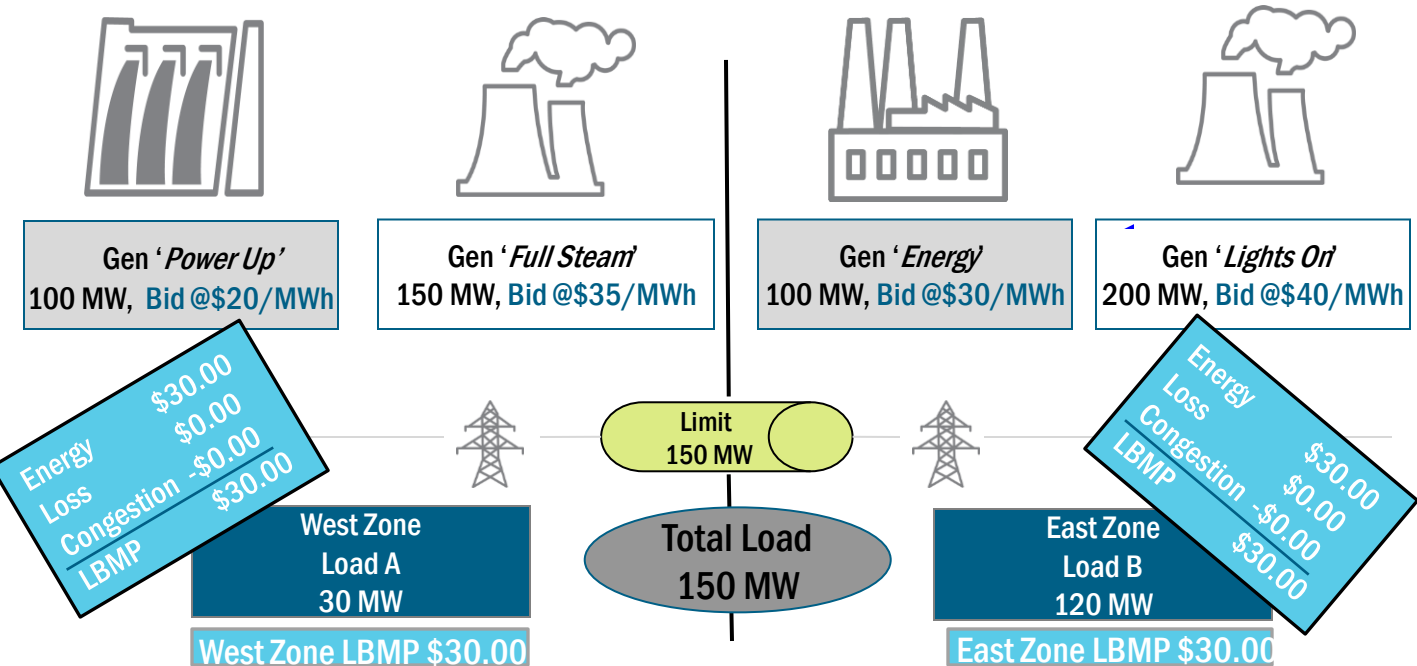 Gen ‘Power Up’
100 MW, Bid @$20/MWh
Gen ‘Full Steam’
150 MW, Bid @$35/MWh
Gen ‘Energy’
100 MW, Bid @$30/MWh
Gen ‘Lights On’
200 MW, Bid @$40/MWh
Energy $30.00
Loss $0.00
Congestion -$0.00
LBMP $30.00
Limit
150 MW
Energy $30.00
Loss $0.00
Congestion -$0.00
LBMP $30.00
West Zone
Load A
30 MW
Total Load
150 MW
East Zone
Load B
120 MW
West Zone LBMP $30.00
East Zone LBMP $30.00